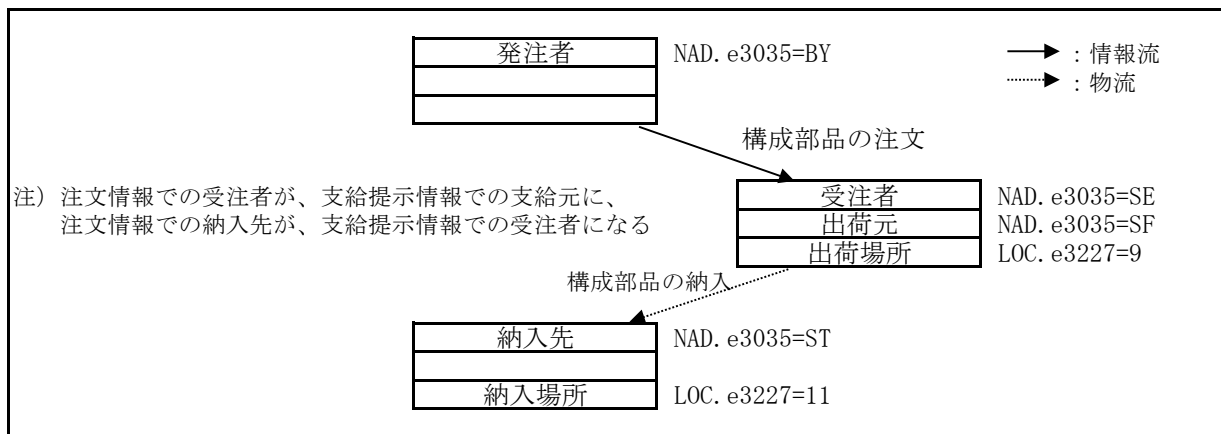 発注者 NAD.e3035=BY
：情報流
：物流
構成部品の注文
注）注文情報での受注者が、支給提示情報での支給元に、
注文情報での納入先が、支給提示情報での受注者になる
受注者 NAD.e3035=SE
出荷元 NAD.e3035=SF
出荷場所 LOC.e3227=9
構成部品の納入
納入先 NAD.e3035=ST
納入場所 LOC.e3227=11